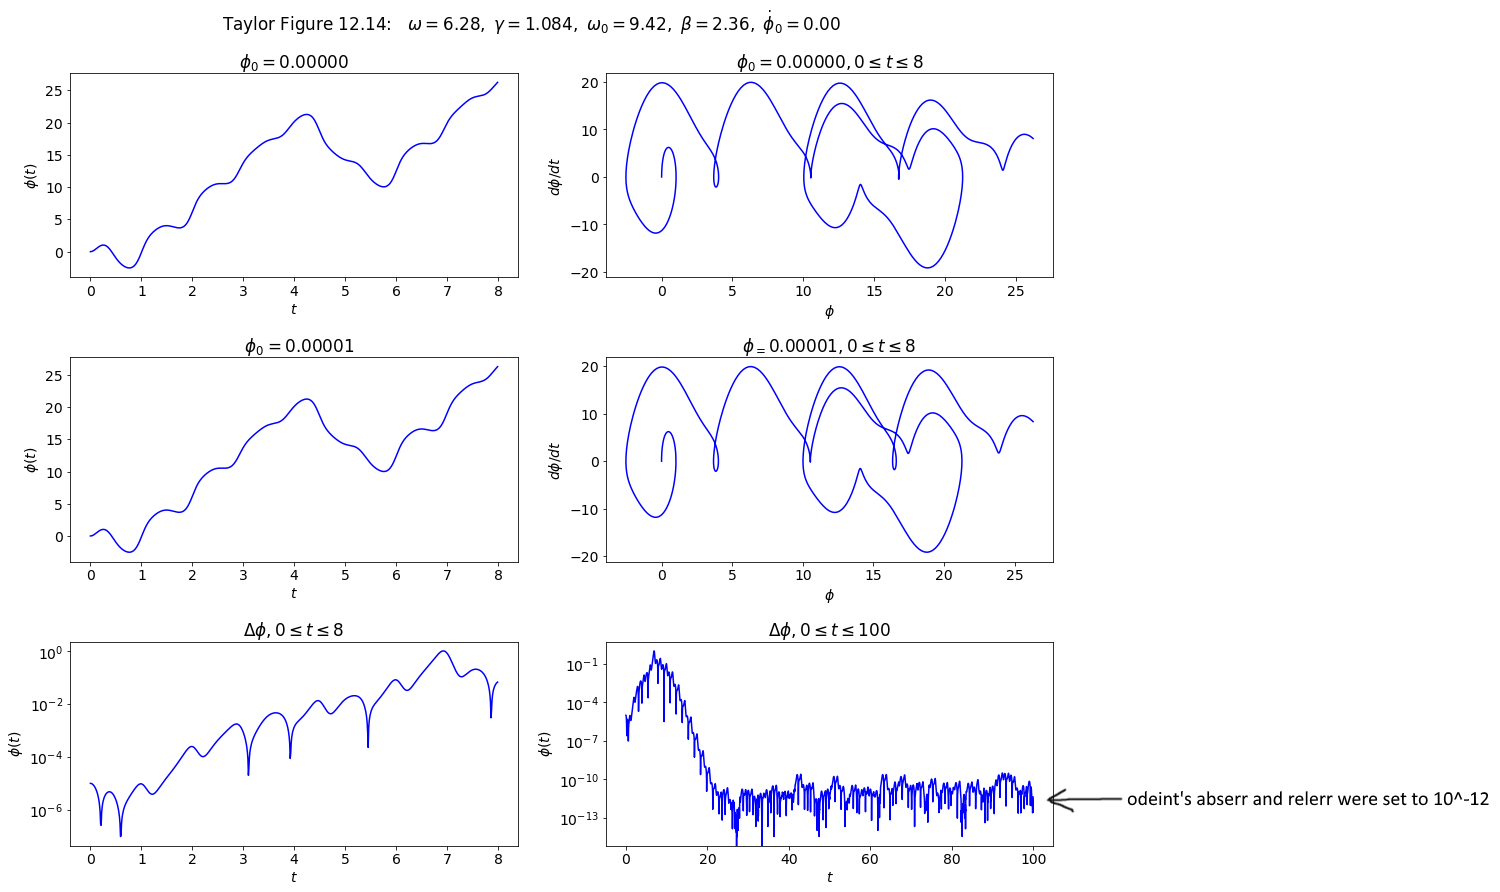 Taylor Figure 12.14: ω = 6.28, γ = 1.084, ω₀ = 9.42, β = 2.36, ϕ̇₀ = 0.00
ϕ₀ = 0.00000
ϕ(t)
25
20
15
10
5
0
0 1 2 3 4 5 6 7 8
t
ϕ₀ = 0.00000, 0 ≤ t ≤ 8
dϕ/dt
20
10
0
−10
−20
0 5 10 15 20 25
ϕ
ϕ₀ = 0.00001
ϕ(t)
25
20
15
10
5
0
0 1 2 3 4 5 6 7 8
t
ϕ₌0.00001, 0 ≤ t ≤ 8
dϕ/dt
20
10
0
−10
−20
0 5 10 15 20 25
ϕ
Δϕ, 0 ≤ t ≤ 8
ϕ(t)
10⁰
10⁻²
10⁻⁴
10⁻⁶
0 1 2 3 4 5 6 7 8
t
Δϕ, 0 ≤ t ≤ 100
ϕ(t)
10⁻¹
10⁻⁴
10⁻⁷
10⁻¹⁰
10⁻¹³
0 20 40 60 80 100
t
odeint's abserr and relerr were set to 10^-12